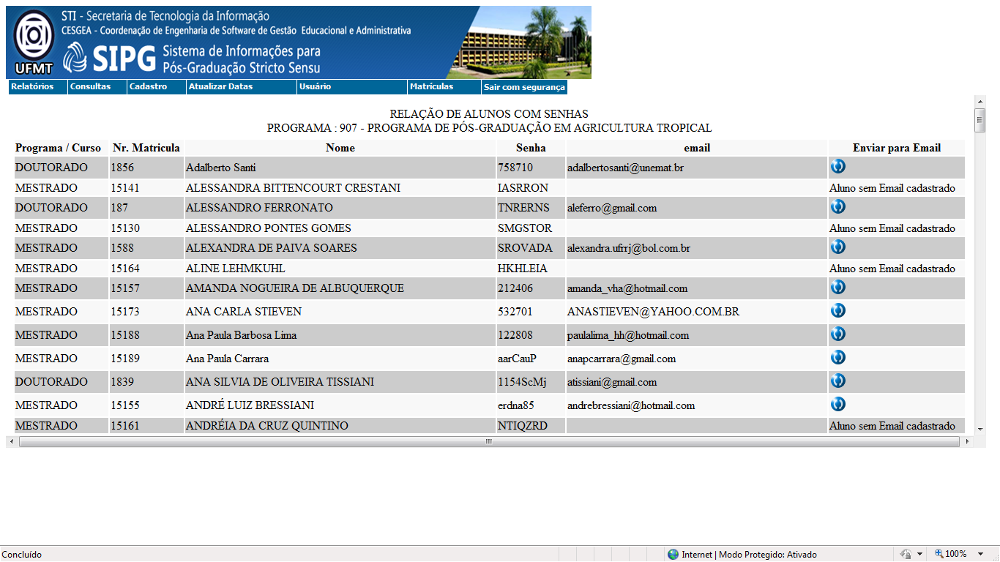 STI - Secretaria de Tecnologia da Informação
CESGEA - Coordenação de Engenharia de Software de Gestão Educacional e Administrativa
UFMT
SIPG Sistema de Informações para
Pós-Graduação Stricto Sensu
Relatórios Consultas Cadastro Atualizar Datas Usuário Matrículas Sair com segurança
RELAÇÃO DE ALUNOS COM SENHAS
PROGRAMA : 907 - PROGRAMA DE PÓS-GRADUAÇÃO EM AGRICULTURA TROPICAL
Programa / Curso Nr. Matricula Nome Senha email Enviar para Email
DOUTORADO 1856 Adalberto Santi 758710 adalbertosanti@unemat.br
MESTRADO 15141 ALESSANDRA BITTENCOURT CRESTANI IASRRON Aluno sem Email cadastrado
DOUTORADO 187 ALESSANDRO FERRONATO TNRERNS aleferro@gmail.com
MESTRADO 15130 ALESSANDRO PONTES GOMES SMGSTOR Aluno sem Email cadastrado
MESTRADO 1588 ALEXANDRA DE PAIVA SOARES SROVADA alexandra.ufrrj@bol.com.br
MESTRADO 15164 ALINE LEHMKUHL HKHLEIA Aluno sem Email cadastrado
MESTRADO 15157 AMANDA NOGUEIRA DE ALBUQUERQUE 212406 amanda_vha@hotmail.com
MESTRADO 15173 ANA CARLA STIEVEN 532701 ANASTIEVEN@YAHOO.COM.BR
MESTRADO 15188 Ana Paula Barbosa Lima 122808 paulalima_hh@hotmail.com
MESTRADO 15189 Ana Paula Carrara aarCauP anapcarrara@gmail.com
DOUTORADO 1839 ANA SILVIA DE OLIVEIRA TISSIANI 1154ScMj atissiani@gmail.com
MESTRADO 15155 ANDRÉ LUIZ BRESSIANI erdna85 andrebressiani@hotmail.com
MESTRADO 15161 ANDRÉIA DA CRUZ QUINTINO NTIQZRD Aluno sem Email cadastrado
Concluído Internet | Modo Protegido: Ativado 100%